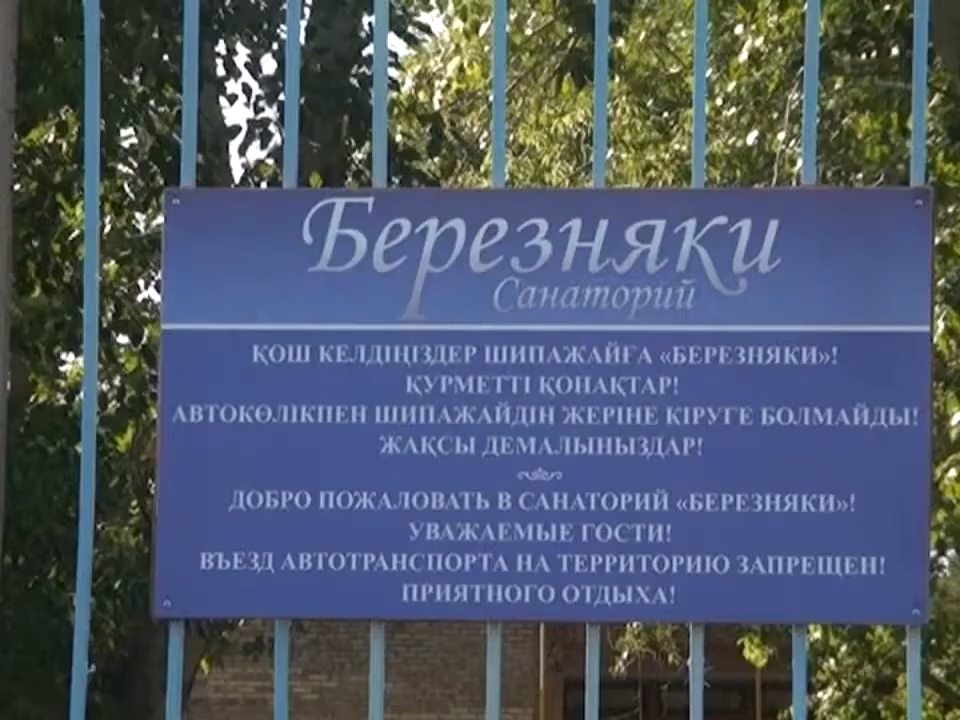 Березняки
Санаторий
ҚОШ КЕЛДІҢІЗДЕР ШИПАЖАЙҒА «БЕРЕЗНЯКИ»!
ҚУРМЕТТІ ҚОНАҚТАР!
АВТОКӨЛІКПЕН ШИПАЖАЙДІН ЖЕРІНЕ КІРУГЕ БОЛМАЙДЫ!
ЖАҚСЫ ДЕМАЛЫНЫЗДАР!
ДОБРО ПОЖАЛОВАТЬ В САНАТОРИЙ «БЕРЕЗНЯКИ»!
УВАЖАЕМЫЕ ГОСТИ!
ВЪЕЗД АВТОТРАНСПОРТА НА ТЕРРИТОРИЮ ЗАПРЕЩЕН!
ПРИЯТНОГО ОТДЫХА!